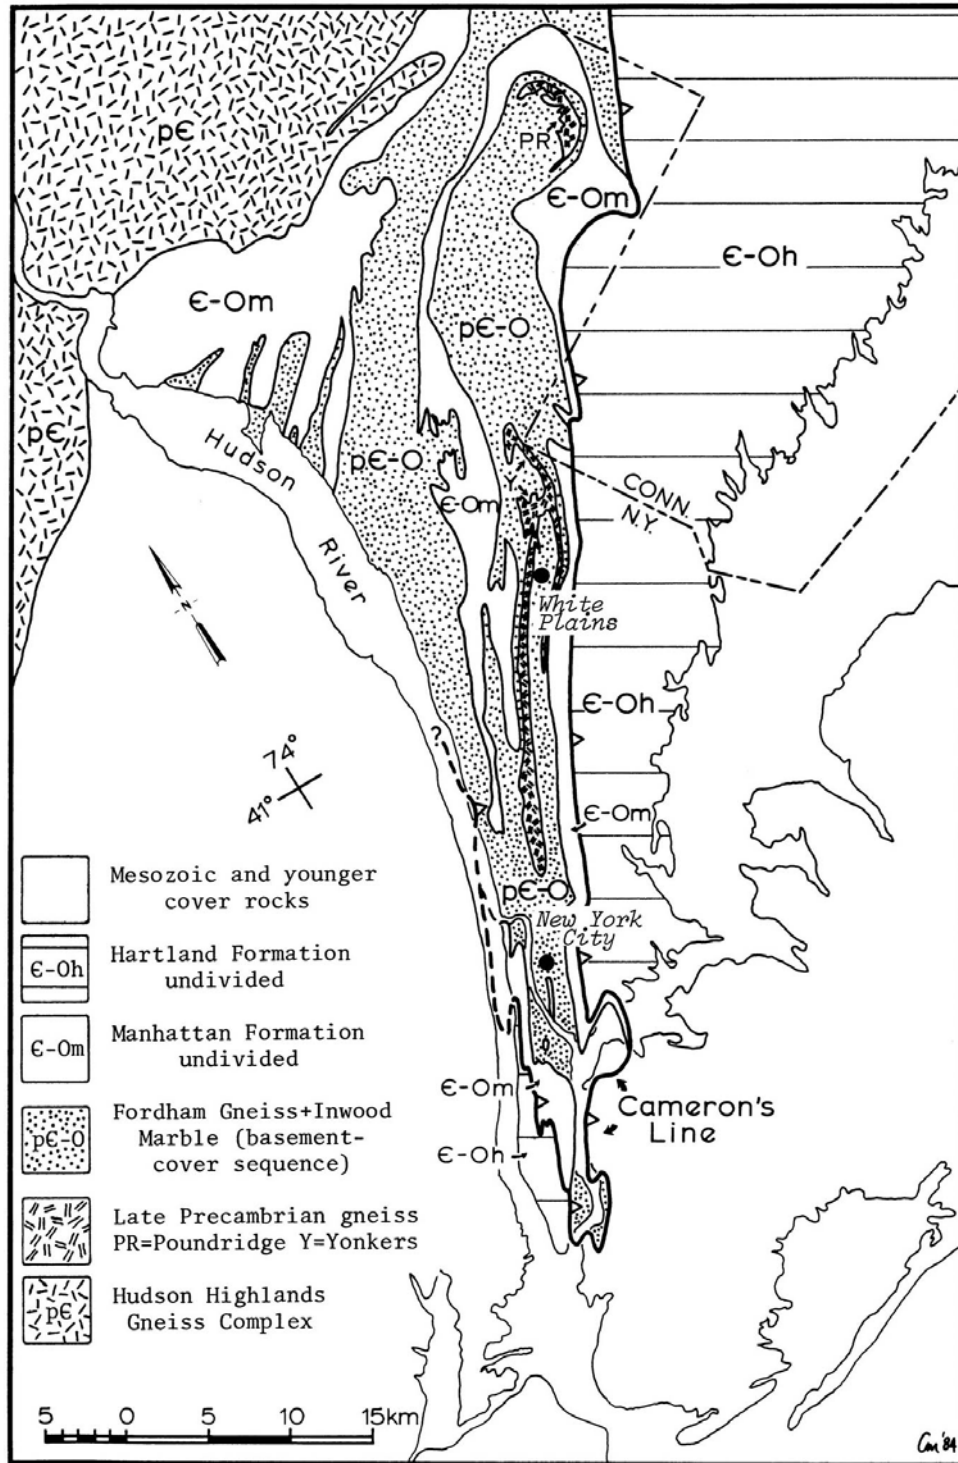 pЄ
PR
Є-Om
Є-Oh
Є-Om
pЄ-O
pЄ
Hudson
River
pЄ-O
Є-Om
Y
CONN.
N.Y.
N
White
Plains
Є-Oh
?
74°
41°
Є-Om
pЄ-O
New York
City
Mesozoic and younger
cover rocks
Є-Oh
Hartland Formation
undivided
Є-Om
Manhattan Formation
undivided
pЄ-O
Fordham Gneiss+Inwood
Marble (basement-
cover sequence)
Late Precambrian gneiss
PR=Poundridge Y=Yonkers
pЄ
Hudson Highlands
Gneiss Complex
Є-Om
Є-Oh
Cameron's
Line
5 0 5 10 15km